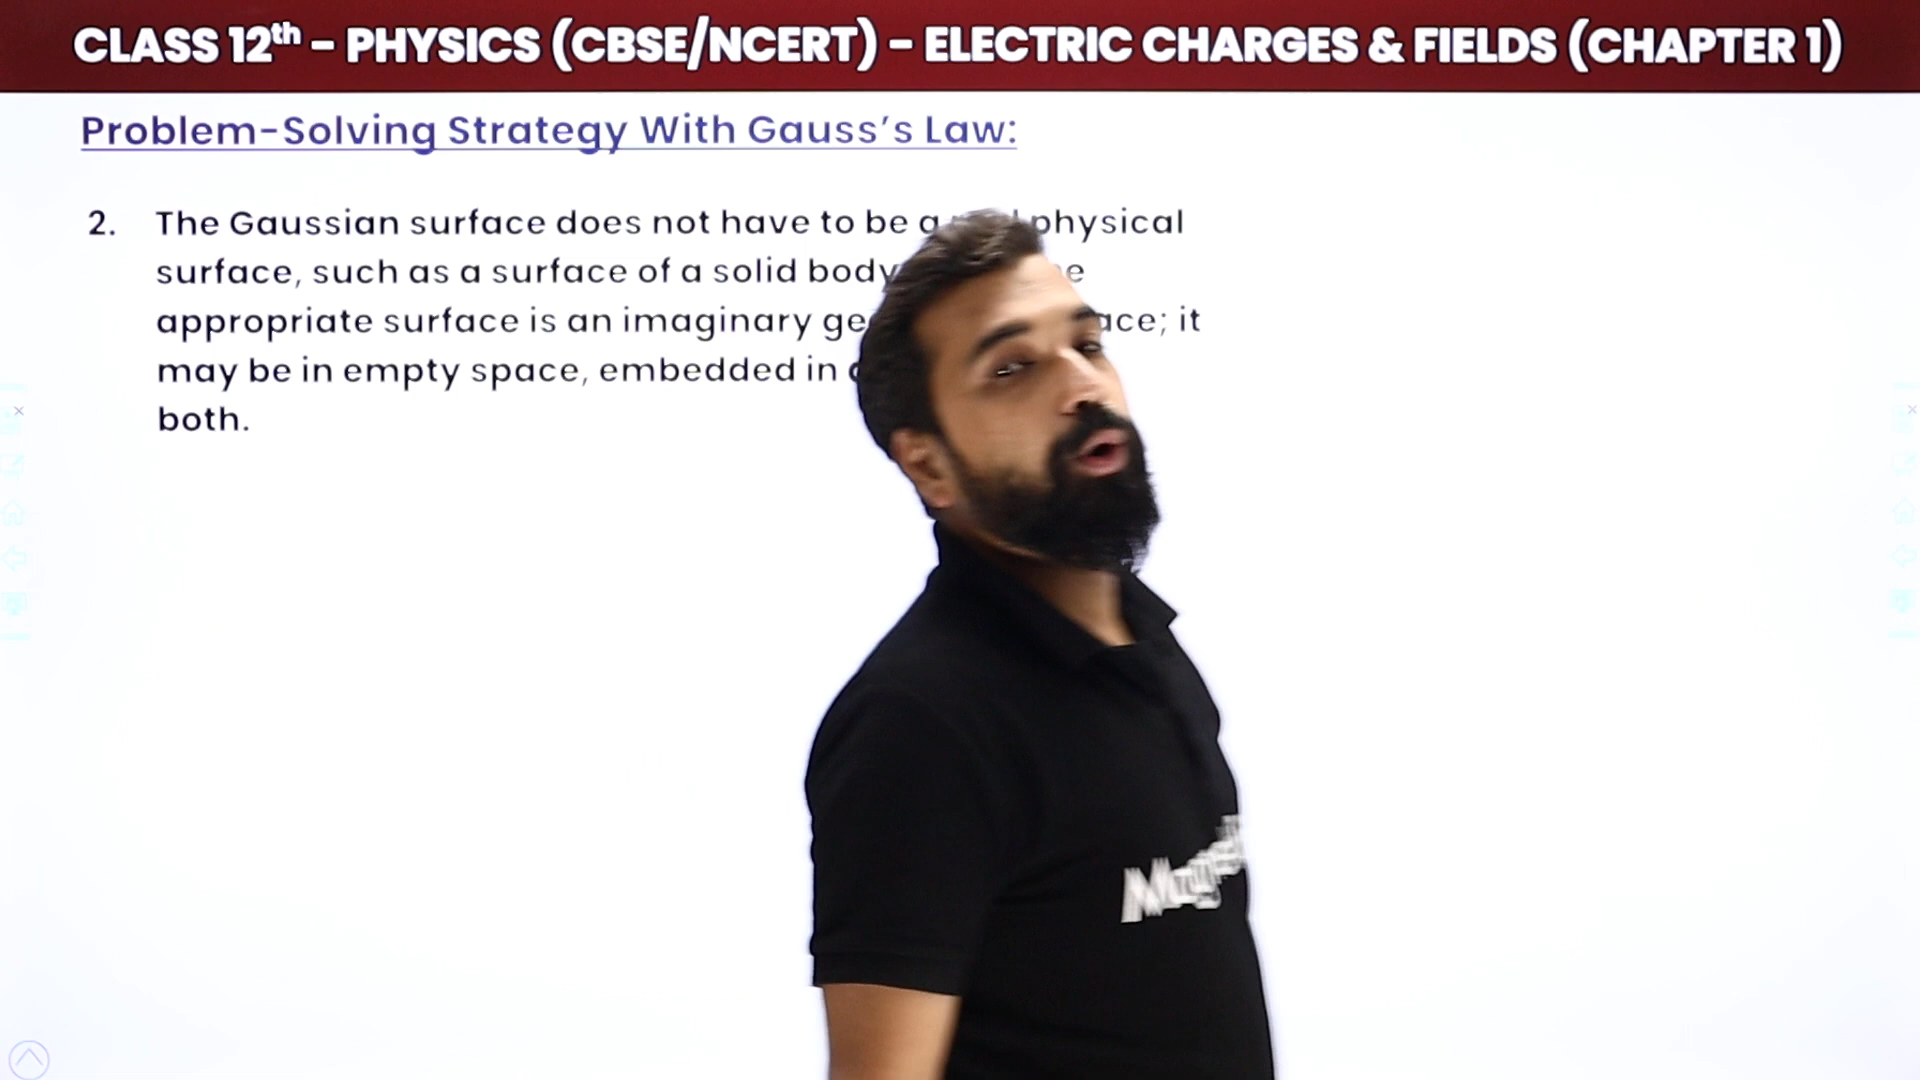 CLASS 12th – PHYSICS (CBSE/NCERT) – ELECTRIC CHARGES & FIELDS (CHAPTER 1)
Problem-Solving Strategy With Gauss’s Law:
2. The Gaussian surface does not have to be a physical
surface, such as a surface of a solid body
appropriate surface is an imaginary it
may be in empty space, embedded in
both.